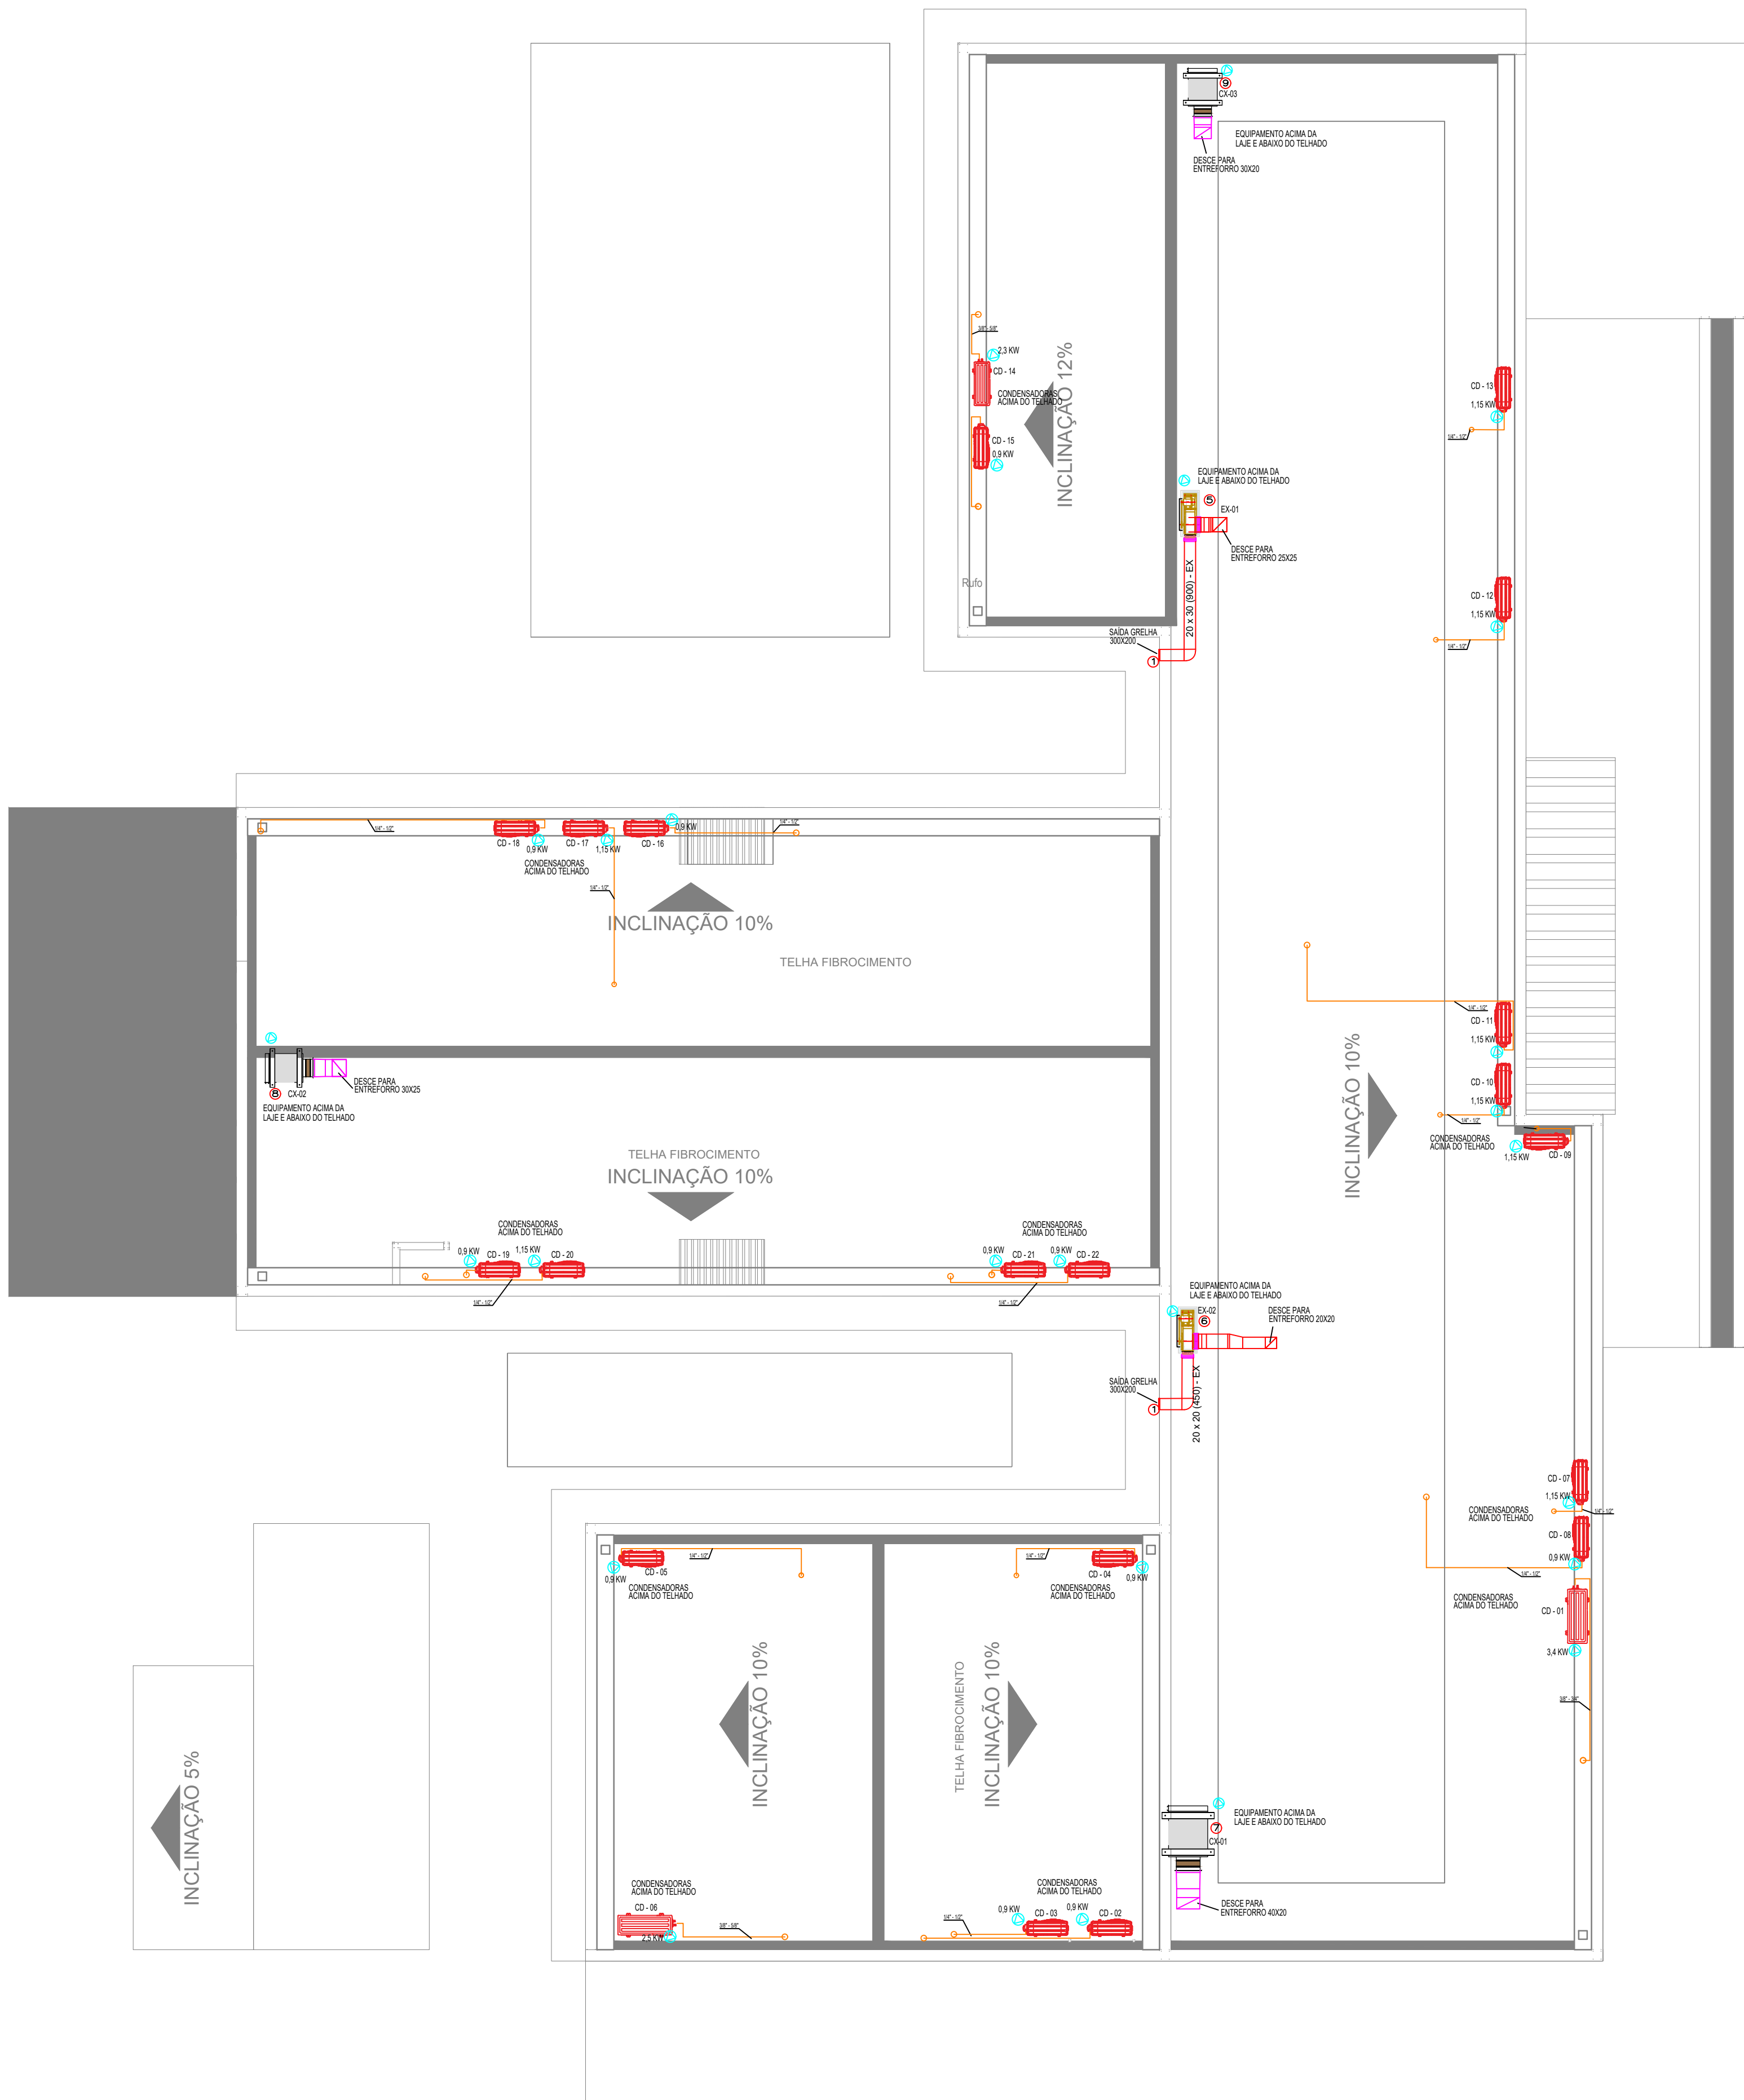 9
CX-03
EQUIPAMENTO ACIMA DA
LAJE E ABAIXO DO TELHADO
DESCE PARA
ENTREFORRO 30X20
3/8" - 5/8"
2,3 KW
CD - 14
CONDENSADORAS
ACIMA DO TELHADO
INCLINAÇÃO 12%
CD - 15
0,9 KW
CD - 13
1,15 KW
1/4" - 1/2"
EQUIPAMENTO ACIMA DA
LAJE E ABAIXO DO TELHADO
5
EX-01
DESCE PARA
ENTREFORRO 25X25
20 x 30 (900) - EX
Rufo
CD - 12
1,15 KW
1/4" - 1/2"
SAÍDA GRELHA
300X200
1
1/4" - 1/2"
CD - 18
0,9 KW
CD - 17
1,15 KW
CD - 16
0,9 KW
1/4" - 1/2"
CONDENSADORAS
ACIMA DO TELHADO
1/4" - 1/2"
INCLINAÇÃO 10%
TELHA FIBROCIMENTO
1/4" - 1/2"
CD - 11
1,15 KW
CD - 10
1,15 KW
1/4" - 1/2"
INCLINAÇÃO 10%
CONDENSADORAS
ACIMA DO TELHADO
1,15 KW
CD - 09
8
CX-02
DESCE PARA
ENTREFORRO 30X25
EQUIPAMENTO ACIMA DA
LAJE E ABAIXO DO TELHADO
TELHA FIBROCIMENTO
INCLINAÇÃO 10%
CONDENSADORAS
ACIMA DO TELHADO
0,9 KW
CD - 19
1,15 KW
CD - 20
1/4" - 1/2"
CONDENSADORAS
ACIMA DO TELHADO
0,9 KW
CD - 21
0,9 KW
CD - 22
1/4" - 1/2"
EQUIPAMENTO ACIMA DA
LAJE E ABAIXO DO TELHADO
EX-02
6
DESCE PARA
ENTREFORRO 20X20
SAÍDA GRELHA
300X200
1
20 x 20 (450) - EX
CD - 07
1,15 KW
1/4" - 1/2"
CONDENSADORAS
ACIMA DO TELHADO
CD - 08
0,9 KW
1/4" - 1/2"
CONDENSADORAS
ACIMA DO TELHADO
CD - 01
3,4 KW
3/8" - 3/4"
1/4" - 1/2"
CD - 05
0,9 KW
CONDENSADORAS
ACIMA DO TELHADO
1/4" - 1/2"
CD - 04
0,9 KW
CONDENSADORAS
ACIMA DO TELHADO
INCLINAÇÃO 10%
TELHA FIBROCIMENTO
INCLINAÇÃO 10%
INCLINAÇÃO 5%
7
CX-01
EQUIPAMENTO ACIMA DA
LAJE E ABAIXO DO TELHADO
DESCE PARA
ENTREFORRO 40X20
CONDENSADORAS
ACIMA DO TELHADO
CD - 06
2,5 KW
3/8" - 5/8"
CONDENSADORAS
ACIMA DO TELHADO
0,9 KW
CD - 03
0,9 KW
CD - 02
1/4" - 1/2"